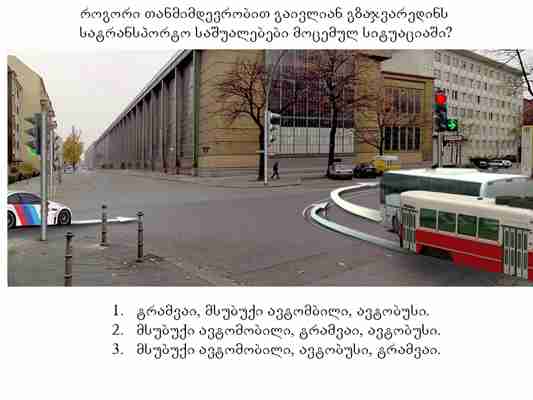 როგორი თანმიმდევრობით გაივლიან გზაჯვარედინს
სატრანსპორტო საშუალებები მოცემულ სიტუაციაში?
1. ტრამვაი, მსუბუქი ავტომბილი, ავტობუსი.
2. მსუბუქი ავტომობილი, ტრამვაი, ავტობუსი.
3. მსუბუქი ავტომობილი, ავტობუსი, ტრამვაი.